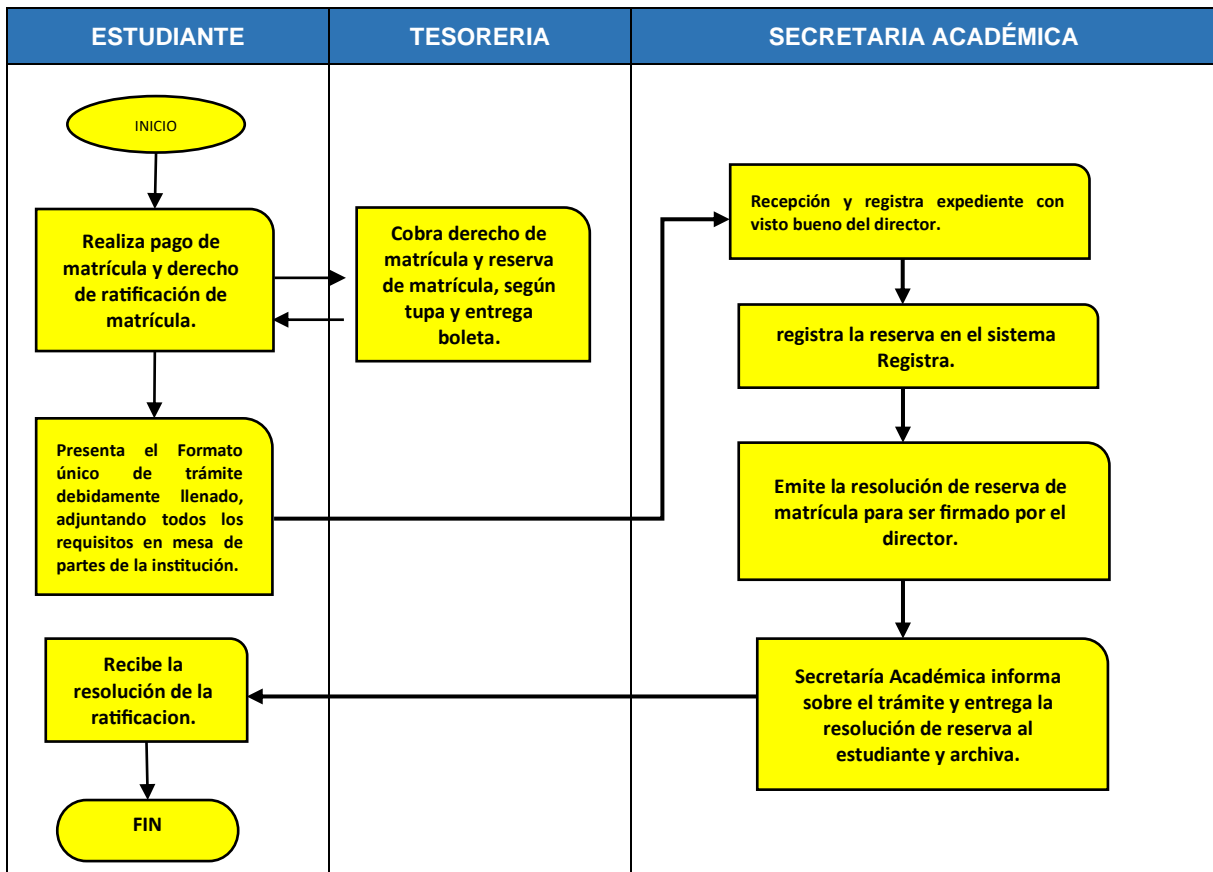 ESTUDIANTE
TESORERIA
SECRETARIA ACADÉMICA
INICIO
Realiza pago de
matrícula y derecho
de ratificación de
matrícula.
Cobra derecho de
matrícula y reserva
de matrícula, según
tupa y entrega
boleta.
Presenta el Formato
único de trámite
debidamente llenado,
adjuntando todos los
requisitos en mesa de
partes de la institución.
Recepción y registra expediente con
visto bueno del director.
registra la reserva en el sistema
Registra.
Emite la resolución de reserva de
matrícula para ser firmado por el
director.
Secretaría Académica informa
sobre el trámite y entrega la
resolución de reserva al
estudiante y archiva.
Recibe la
resolución de la
ratificacion.
FIN